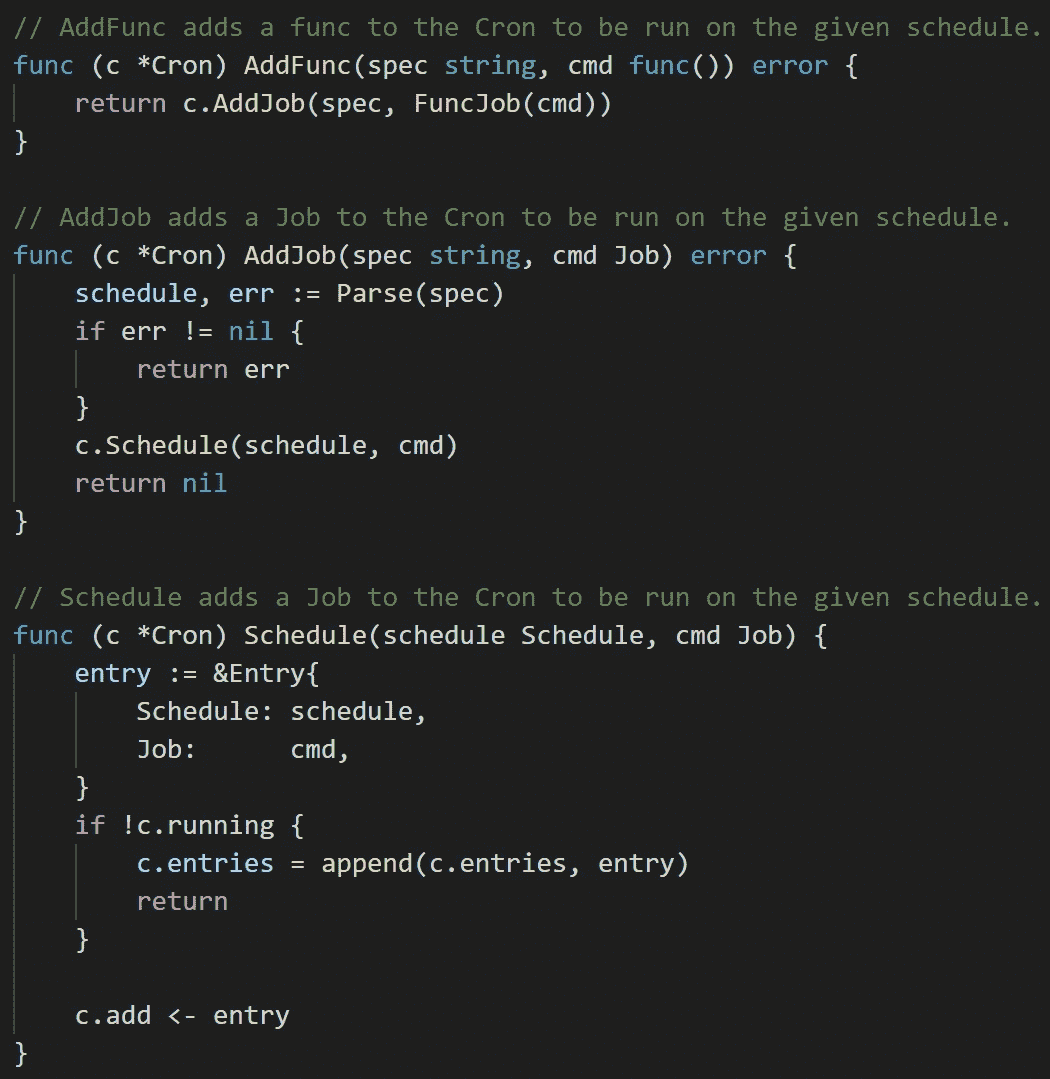 // AddFunc adds a func to the Cron to be run on the given schedule.
func (c *Cron) AddFunc(spec string, cmd func()) error {
    return c.AddJob(spec, FuncJob(cmd))
}

// AddJob adds a Job to the Cron to be run on the given schedule.
func (c *Cron) AddJob(spec string, cmd Job) error {
    schedule, err := Parse(spec)
    if err != nil {
        return err
    }
    c.Schedule(schedule, cmd)
    return nil
}

// Schedule adds a Job to the Cron to be run on the given schedule.
func (c *Cron) Schedule(schedule Schedule, cmd Job) {
    entry := &Entry{
        Schedule: schedule,
        Job:      cmd,
    }
    if !c.running {
        c.entries = append(c.entries, entry)
        return
    }

    c.add <- entry
}